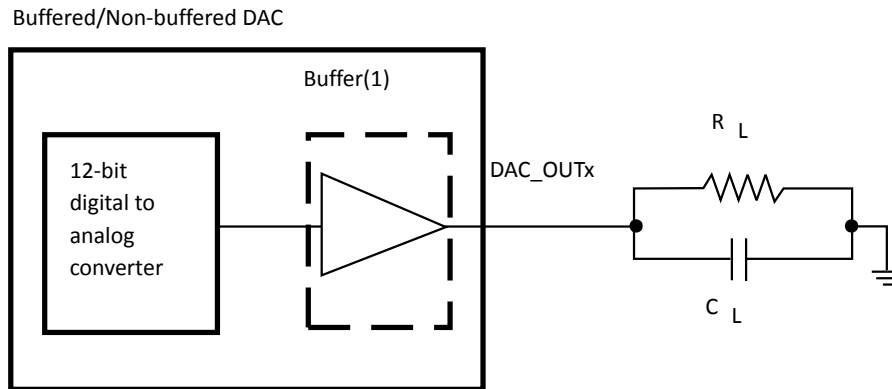 Buffered/Non-buffered DAC
Buffer(1)
12-bit
digital to
analog
converter
DAC_OUTx
R L
C L